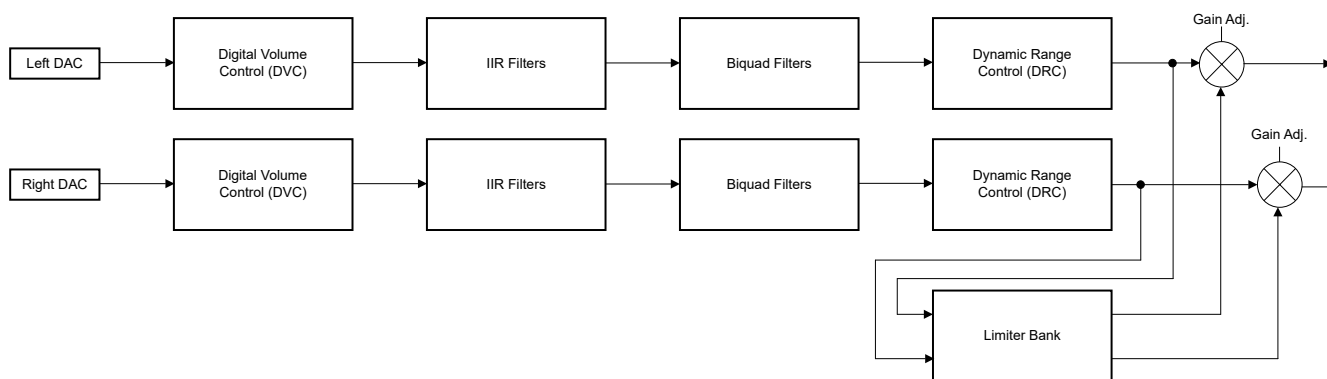 Gain Adj.
Left DAC
Digital Volume
Control (DVC)
IIR Filters
Biquad Filters
Dynamic Range
Control (DRC)
Gain Adj.
Right DAC
Digital Volume
Control (DVC)
IIR Filters
Biquad Filters
Dynamic Range
Control (DRC)
Limiter Bank